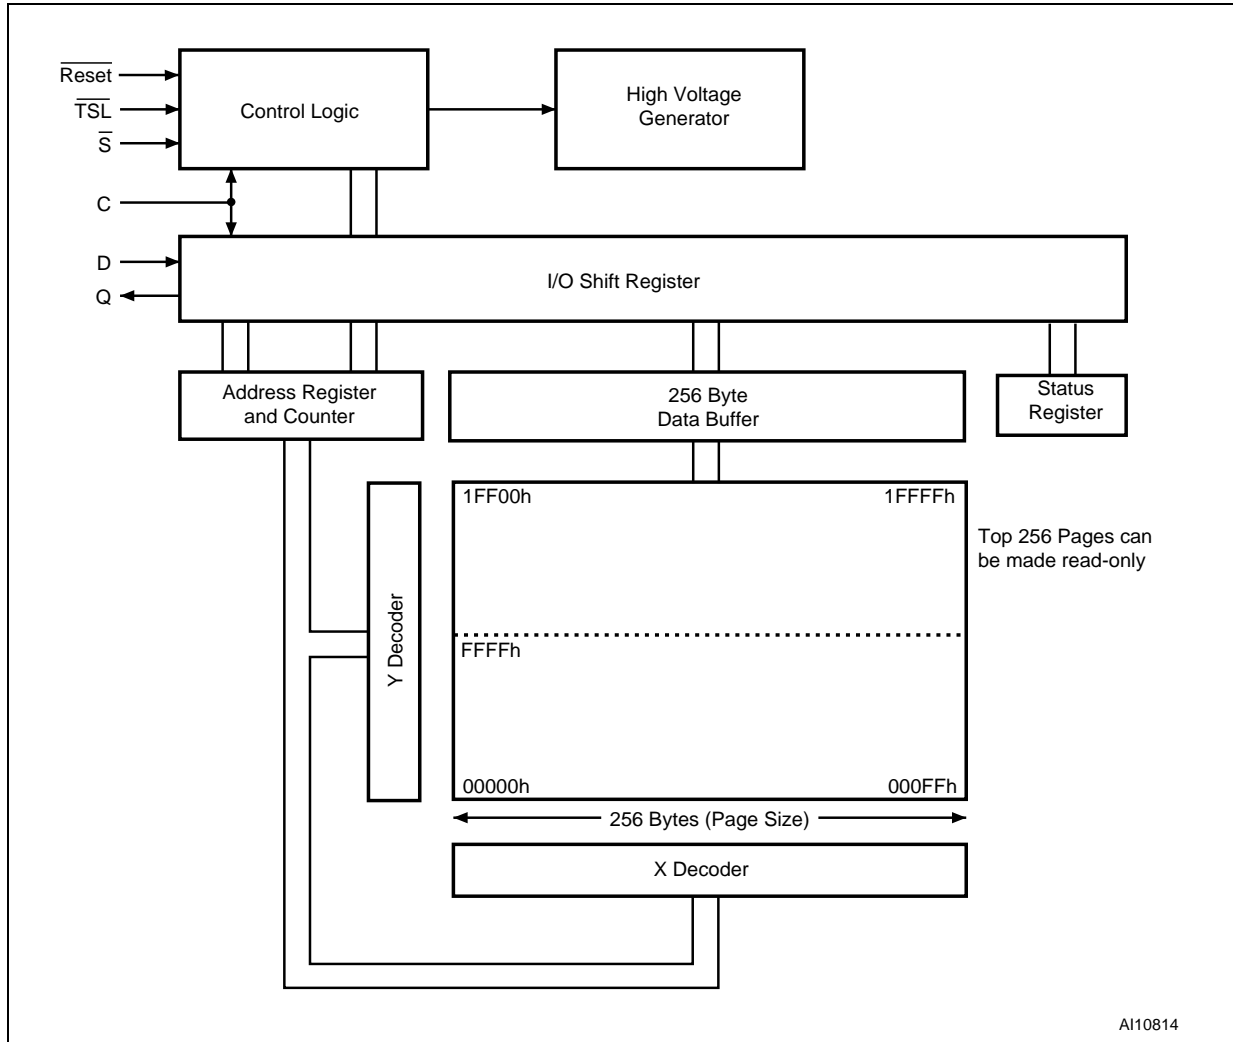 Reset
TSL
S
Control Logic
High Voltage
Generator
C
D
Q
I/O Shift Register
Address Register
and Counter
256 Byte
Data Buffer
Status
Register
1FF00h
1FFFFh
Top 256 Pages can
be made read-only
Y Decoder
FFFFh
00000h
000FFh
256 Bytes (Page Size)
X Decoder
AI10814